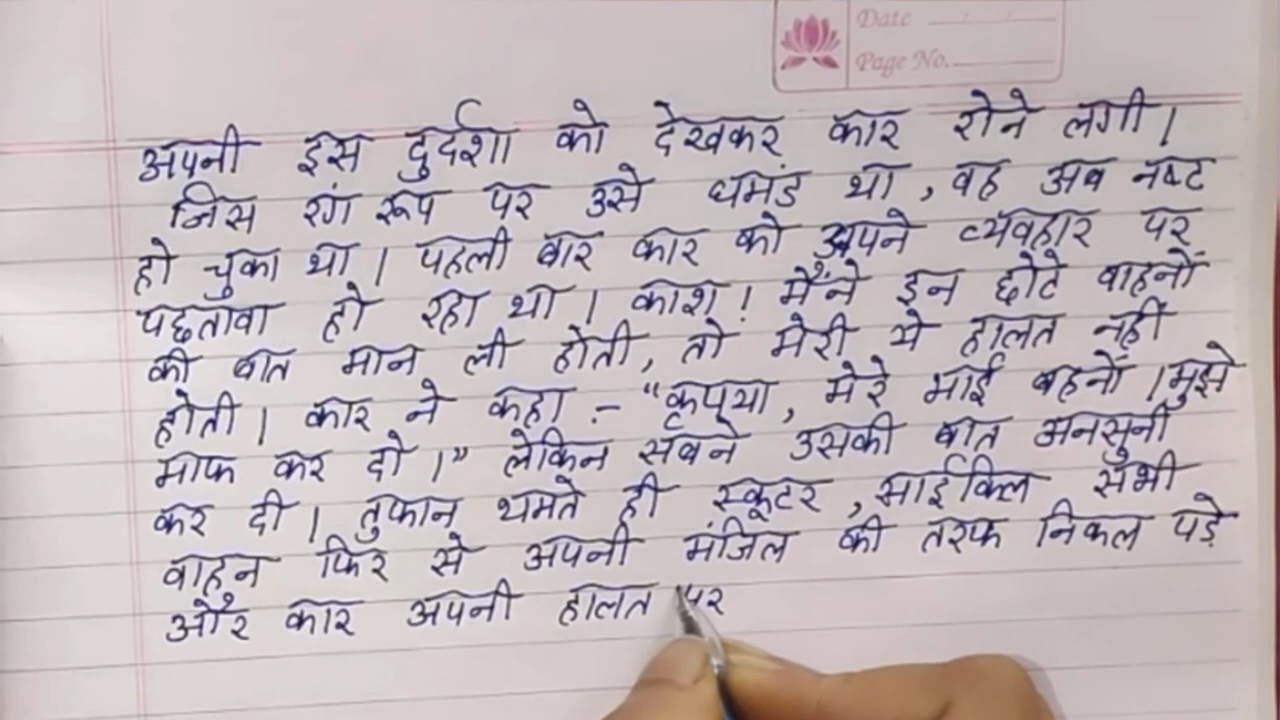 Date
Page No.
अपनी इस दुर्दशा को देखकर कार रोने लगी।
जिस रंग रूप पर उसे घमंड था, वह अब नष्ट
हो चुका था। पहली बार कार को अपने व्यवहार पर
पछतावा हो रहा था। काश! मैंने इन छोटे वाहनों
की बात मान ली होती, तो मेरी ये हालत नहीं
होती। कार ने कहा :- “कृपया, मेरे भाई बहनों। मुझे
माफ कर दो।” लेकिन सबने उसकी बात अनसुनी
कर दी। तुफान थमते ही स्कूटर, साईकिल सभी
वाहन फिर से अपनी मंजिल की तरफ निकल पड़े
और कार अपनी हालत पर